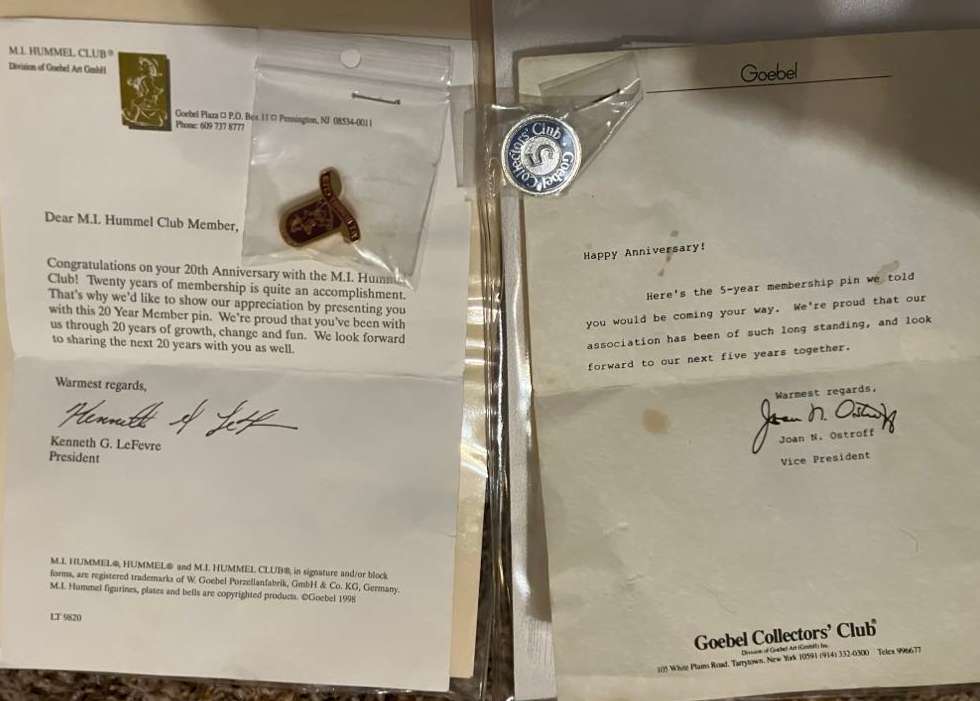 M.I. HUMMEL CLUB®
Division of Goebel Art GmbH
Goebel Plaza □ P.O. Box 11 □ Pennington, NJ 08534-0011
Phone: 609 737 8777
Dear M.I. Hummel Club Member,
Congratulations on your 20th Anniversary with the M.I. Hummel
Club! Twenty years of membership is quite an accomplishment.
That's why we'd like to show our appreciation by presenting you
with this 20 Year Member pin. We're proud that you've been with
us through 20 years of growth, change and fun. We look forward
to sharing the next 20 years with you as well.
Warmest regards,
Kenneth G. LeFevre
President
M.I. HUMMEL®, HUMMEL® and M.I. HUMMEL CLUB®, in signature and/or block
forms, are registered trademarks of W. Goebel Porzellanfabrik, GmbH & Co. KG, Germany.
M.I. Hummel figurines, plates and bells are copyrighted products. ©Goebel 1998
LT 9820
Goebel Collectors' Club
5
Goebel
Happy Anniversary!
Here's the 5-year membership pin we told
you would be coming your way. We're proud that our
association has been of such long standing, and look
forward to our next five years together.
Warmest regards,
Joan N. Ostroff
Joan N. Ostroff
Vice President
Goebel Collectors' Club®
Division of Goebel Art (GmbH) Inc.
105 White Plains Road, Tarrytown, New York 10591 (914) 332-0300 Telex 996677